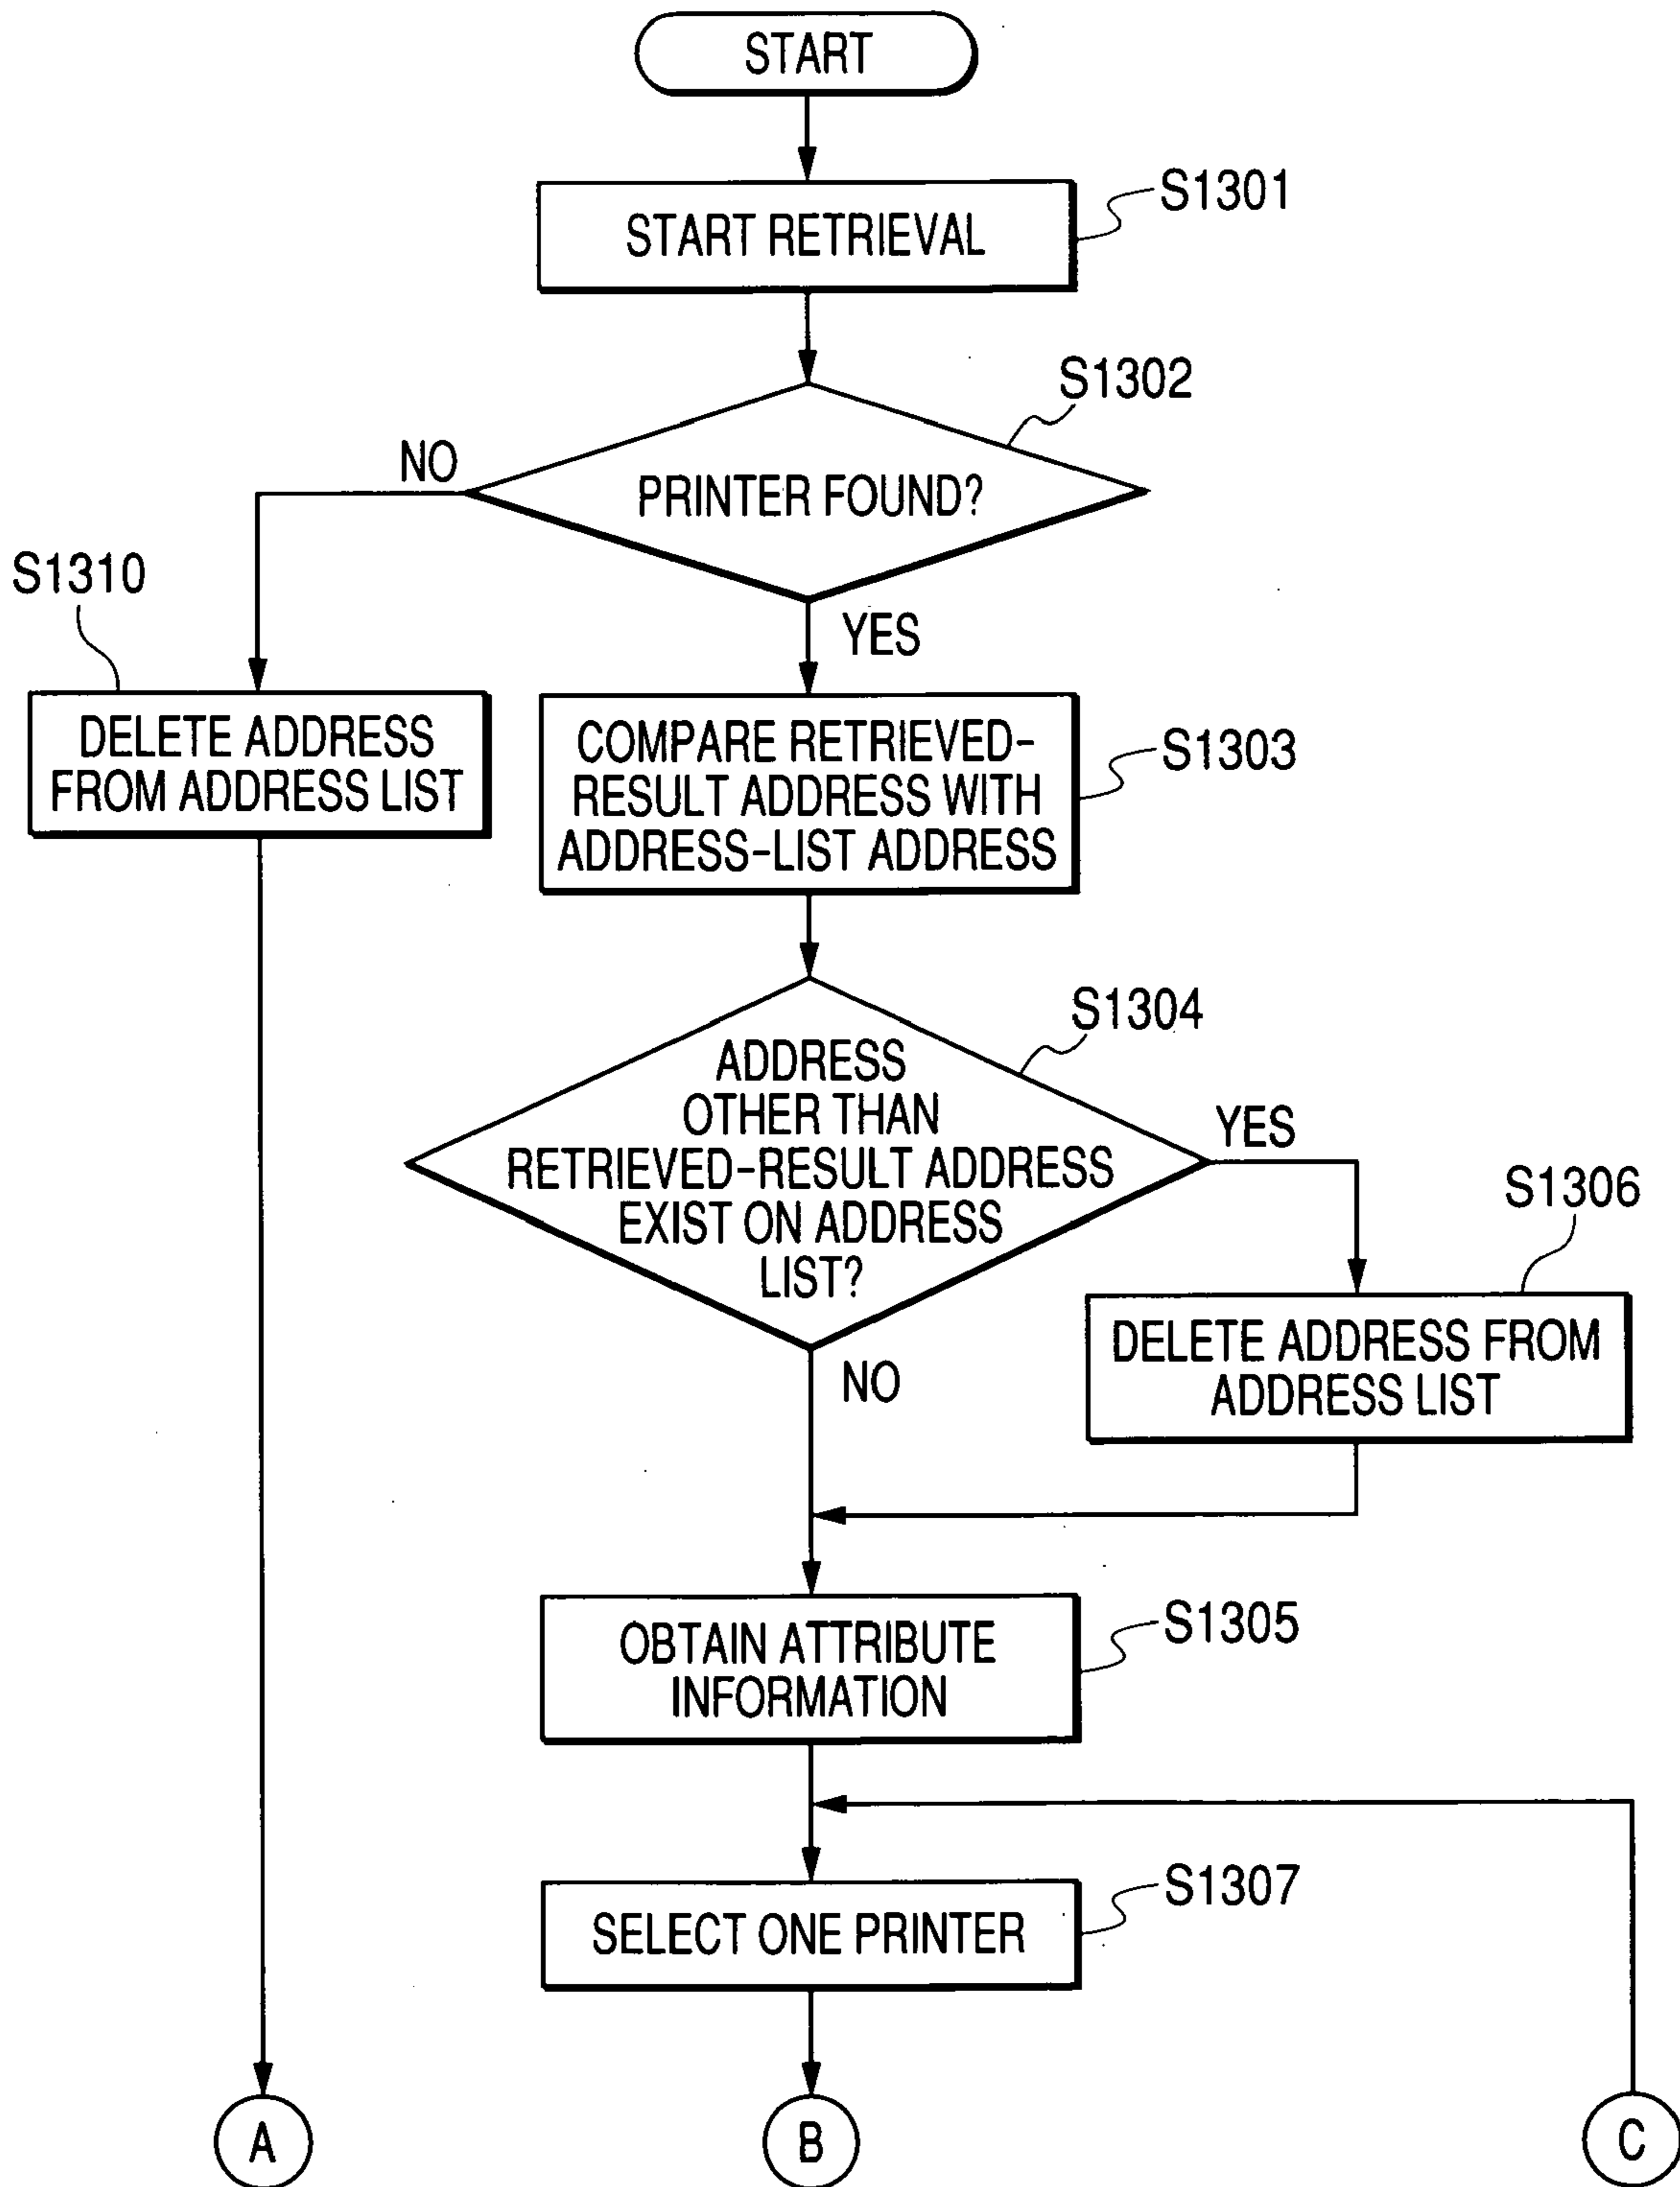 START
START RETRIEVAL
S1301
S1302
PRINTER FOUND?
NO
YES
S1310
DELETE ADDRESS
FROM ADDRESS LIST
COMPARE RETRIEVED-
RESULT ADDRESS WITH
ADDRESS-LIST ADDRESS
S1303
S1304
ADDRESS
OTHER THAN
RETRIEVED-RESULT ADDRESS
EXIST ON ADDRESS
LIST?
YES
NO
S1306
DELETE ADDRESS FROM
ADDRESS LIST
OBTAIN ATTRIBUTE
INFORMATION
S1305
SELECT ONE PRINTER
S1307
A
B
C